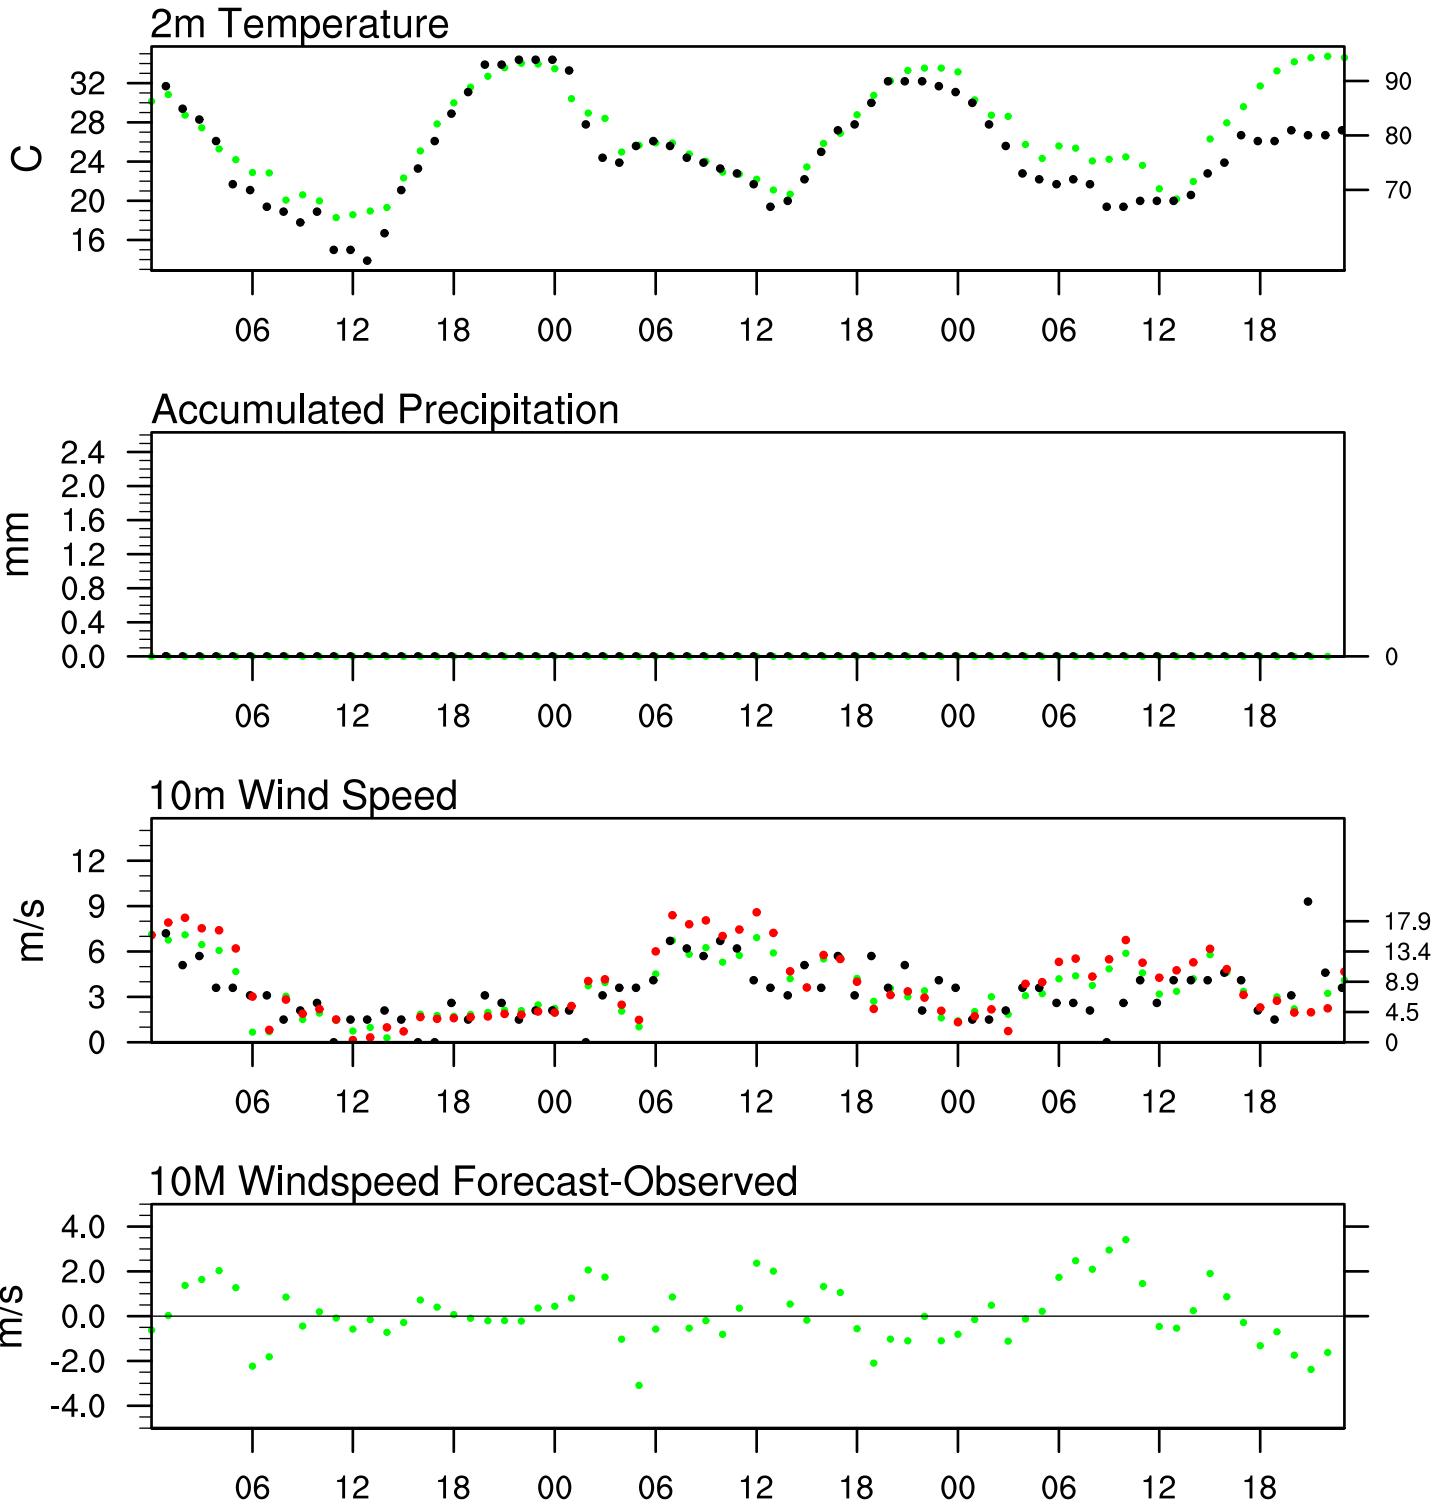 2m Temperature
C
32
28
24
20
16
90
80
70
06 12 18 00 06 12 18 00 06 12 18
Accumulated Precipitation
mm
2.4
2.0
1.6
1.2
0.8
0.4
0.0
0
06 12 18 00 06 12 18 00 06 12 18
10m Wind Speed
m/s
12
9
6
3
0
17.9
13.4
8.9
4.5
0
06 12 18 00 06 12 18 00 06 12 18
10M Windspeed Forecast-Observed
m/s
4.0
2.0
0.0
-2.0
-4.0
06 12 18 00 06 12 18 00 06 12 18